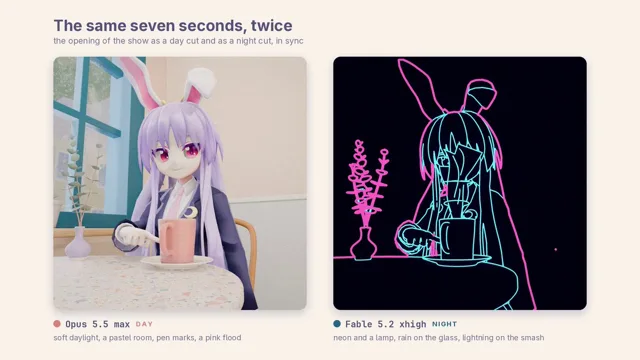 The same seven seconds, twice
the opening of the show as a day cut and as a night cut, in sync
Opus 5.5 max DAY
soft daylight, a pastel room, pen marks, a pink flood
Fable 5.2 xhigh NIGHT
neon and a lamp, rain on the glass, lightning on the smash